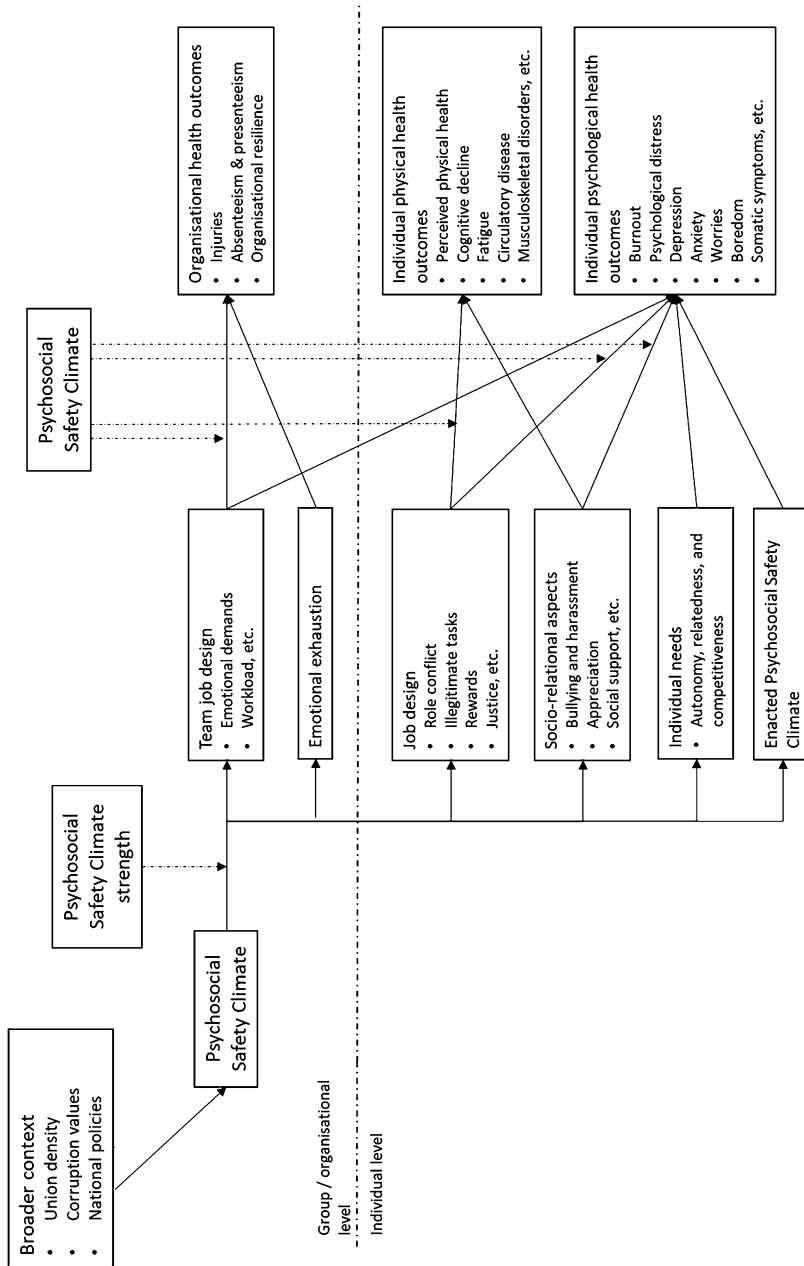 Broader context
• Union density
• Corruption values
• National policies
Psychosocial
Safety Climate
Psychosocial
Safety Climate
strength
Psychosocial
Safety Climate
Team job design
• Emotional demands
• Workload, etc.
Emotional exhaustion
Organisational health outcomes
• Injuries
• Absenteeism & presenteeism
• Organisational resilience
Group / organisational
level
Individual level
Job design
• Role conflict
• Illegitimate tasks
• Rewards
• Justice, etc.
Socio-relational aspects
• Bullying and harassment
• Appreciation
• Social support, etc.
Individual needs
• Autonomy, relatedness, and
competitiveness
Enacted Psychosocial Safety
Climate
Individual physical health
outcomes
• Perceived physical health
• Cognitive decline
• Fatigue
• Circulatory disease
• Musculoskeletal disorders, etc.
Individual psychological health
outcomes
• Burnout
• Psychological distress
• Depression
• Anxiety
• Worries
• Boredom
• Somatic symptoms, etc.